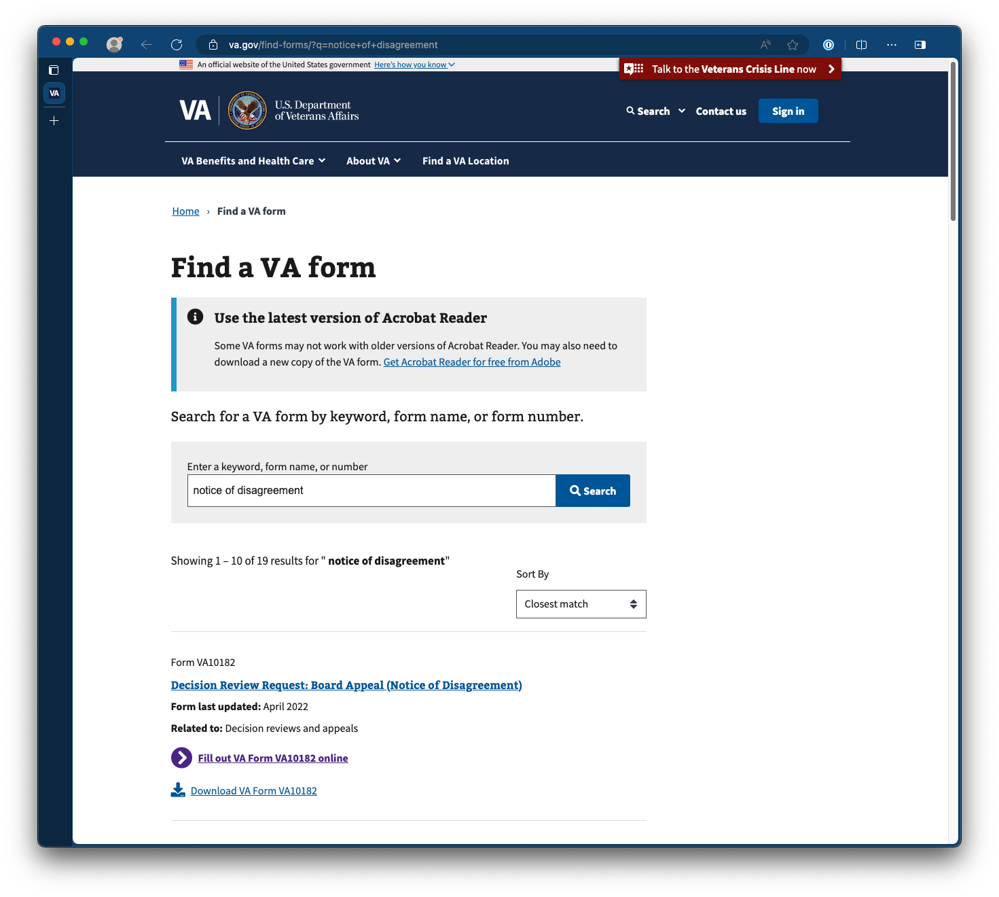 va.gov/find-forms/?q=notice+of+disagreement
VA
An official website of the United States government Here's how you know
Talk to the Veterans Crisis Line now
VA
U.S. Department
of Veterans Affairs
Search
Contact us
Sign in
VA Benefits and Health Care
About VA
Find a VA Location
Home › Find a VA form
Find a VA form
Use the latest version of Acrobat Reader
Some VA forms may not work with older versions of Acrobat Reader. You may also need to
download a new copy of the VA form. Get Acrobat Reader for free from Adobe
Search for a VA form by keyword, form name, or form number.
Enter a keyword, form name, or number
notice of disagreement
Search
Showing 1 – 10 of 19 results for " notice of disagreement"
Sort By
Closest match
Form VA10182
Decision Review Request: Board Appeal (Notice of Disagreement)
Form last updated: April 2022
Related to: Decision reviews and appeals
Fill out VA Form VA10182 online
Download VA Form VA10182